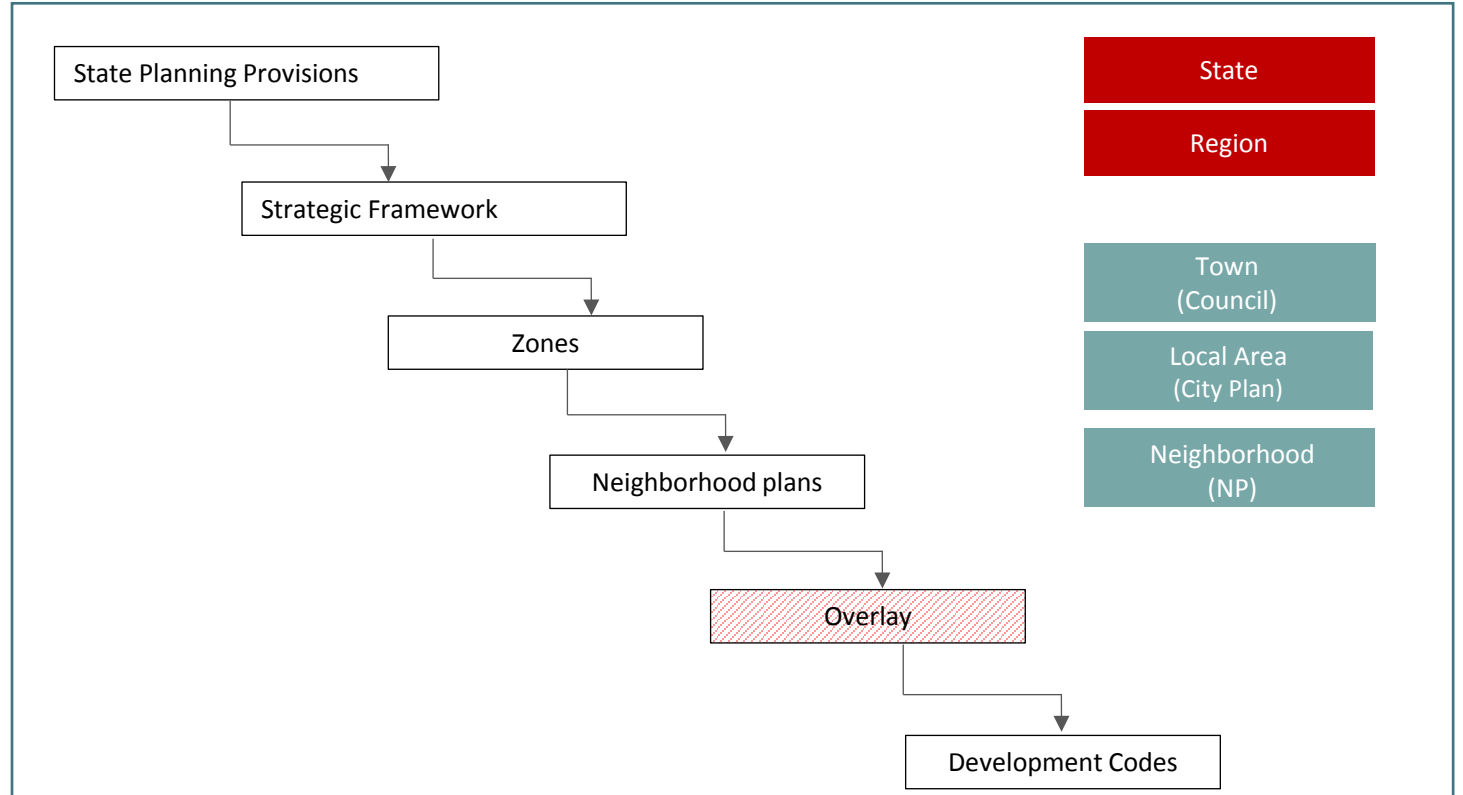 State Planning Provisions
Strategic Framework
Zones
Neighborhood plans
Overlay
Development Codes
State
Region
Town
(Council)
Local Area
(City Plan)
Neighborhood
(NP)